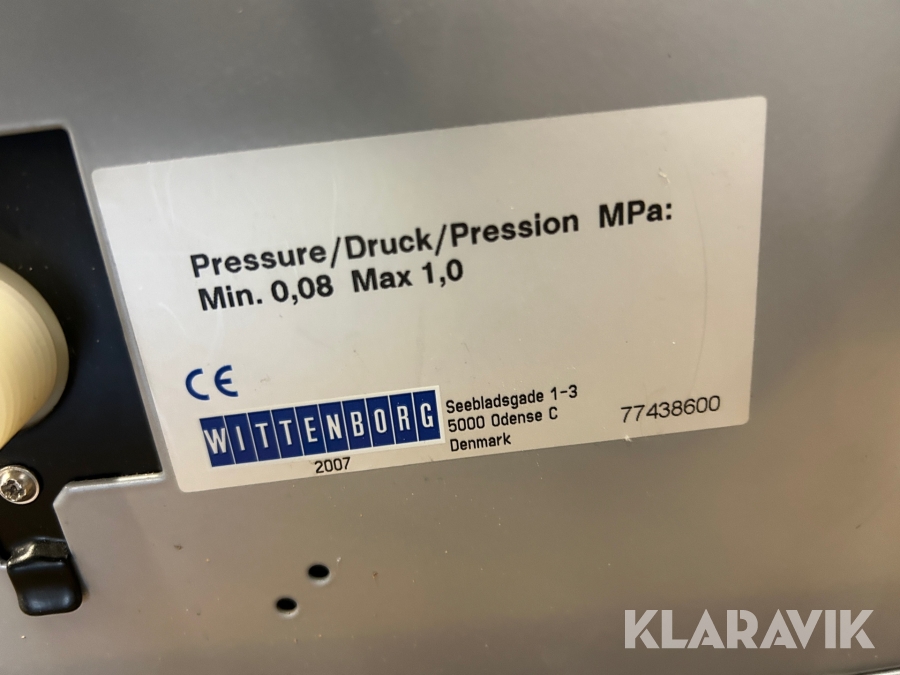 Pressure/Druck/Pression MPa:
Min. 0,08 Max 1,0
CE
WITTENBORG
2007
Seebladsgade 1-3
5000 Odense C
Denmark
77438600
KLARAVIK